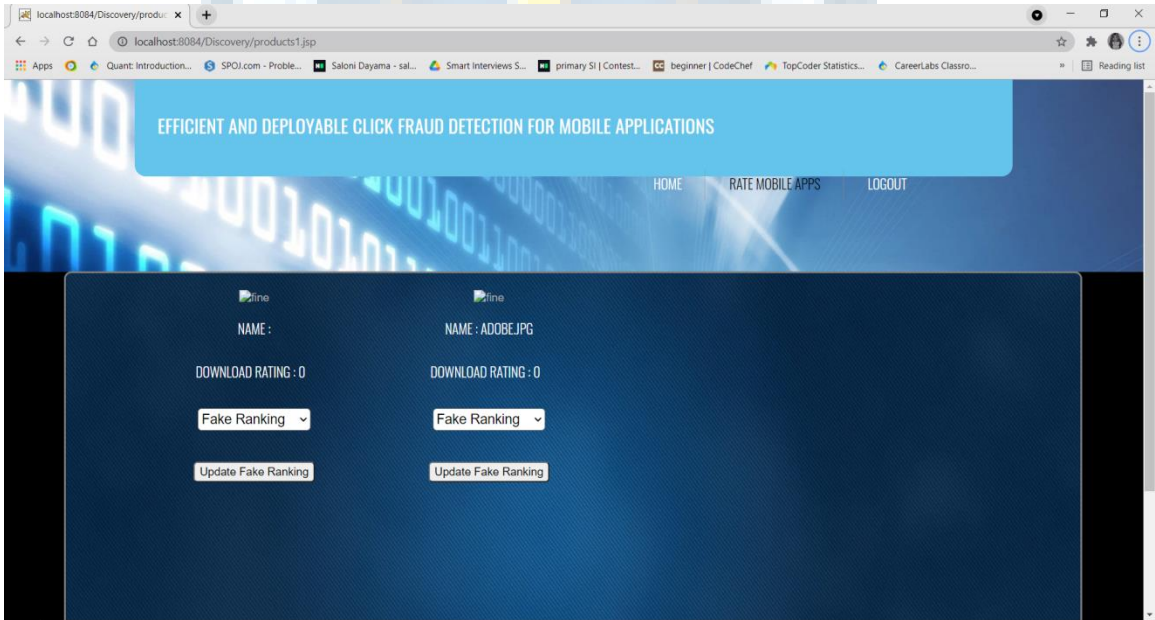 localhost:8084/Discovery/produc
localhost:8084/Discovery/products1.jsp
Apps Quant: Introduction... SPOJ.com - Proble... Saloni Dayama - sal... Smart Interviews S... primary SI | Contest... beginner | CodeChef TopCoder Statistics... CareerLabs Classro... » Reading list
EFFICIENT AND DEPLOYABLE CLICK FRAUD DETECTION FOR MOBILE APPLICATIONS
HOME RATE MOBILE APPS LOGOUT
fine fine
NAME : NAME : ADOBE.JPG
DOWNLOAD RATING : 0 DOWNLOAD RATING : 0
Fake Ranking Fake Ranking
Update Fake Ranking Update Fake Ranking